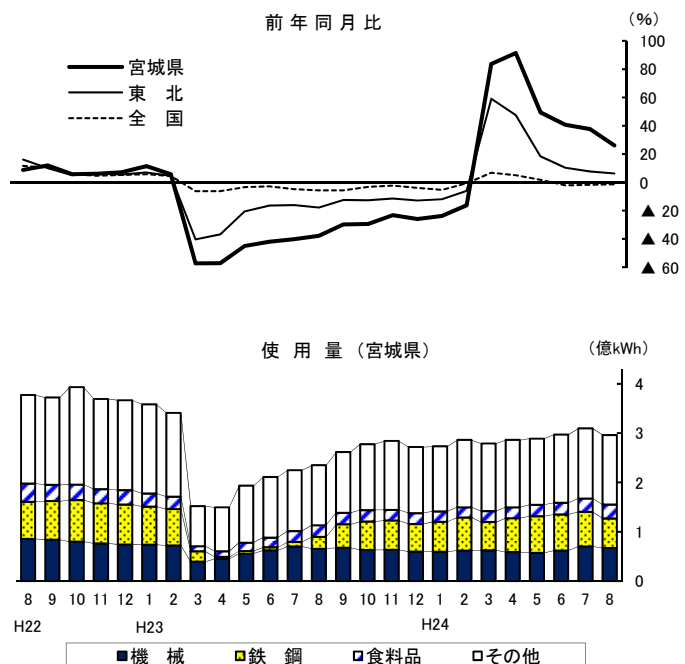 前年同月比
(%)
宮城県
東 北
全 国
100
80
60
40
20
0
▲ 20
▲ 40
▲ 60
使用量（宮城県）
(億kWh)
4
3
2
1
0
8 9 10 11 12 1 2 3 4 5 6 7 8 9 10 11 12 1 2 3 4 5 6 7 8
H22 H23 H24
機 械 鉄 鋼 食料品 その他